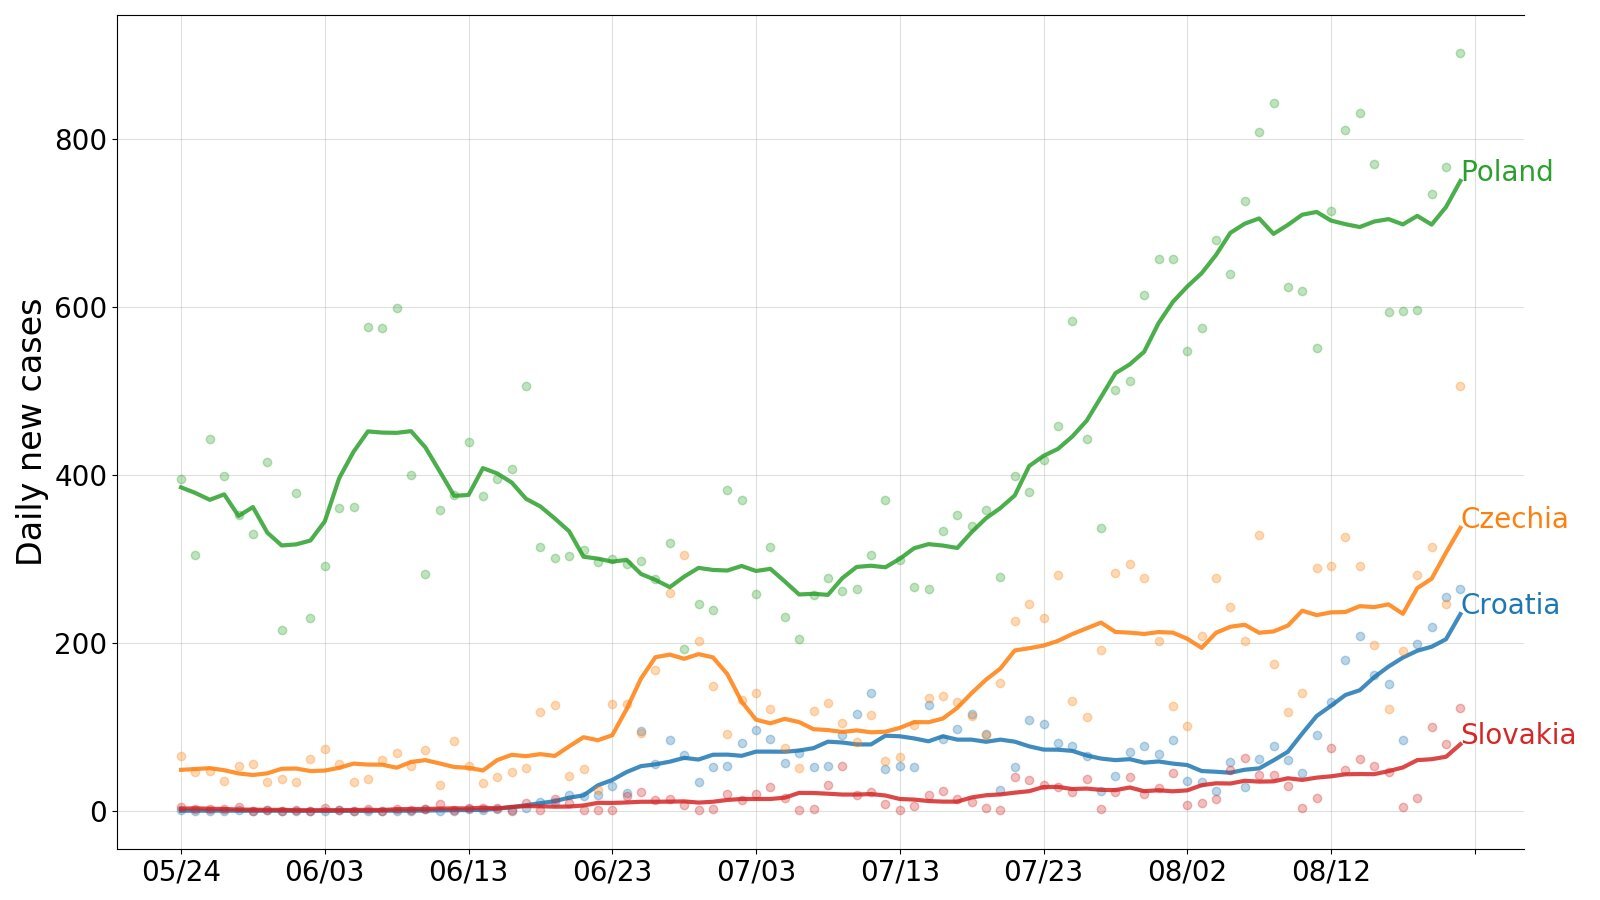 Daily new cases
800
600
400
200
0
Poland
Czechia
Croatia
Slovakia
05/24 06/03 06/13 06/23 07/03 07/13 07/23 08/02 08/12